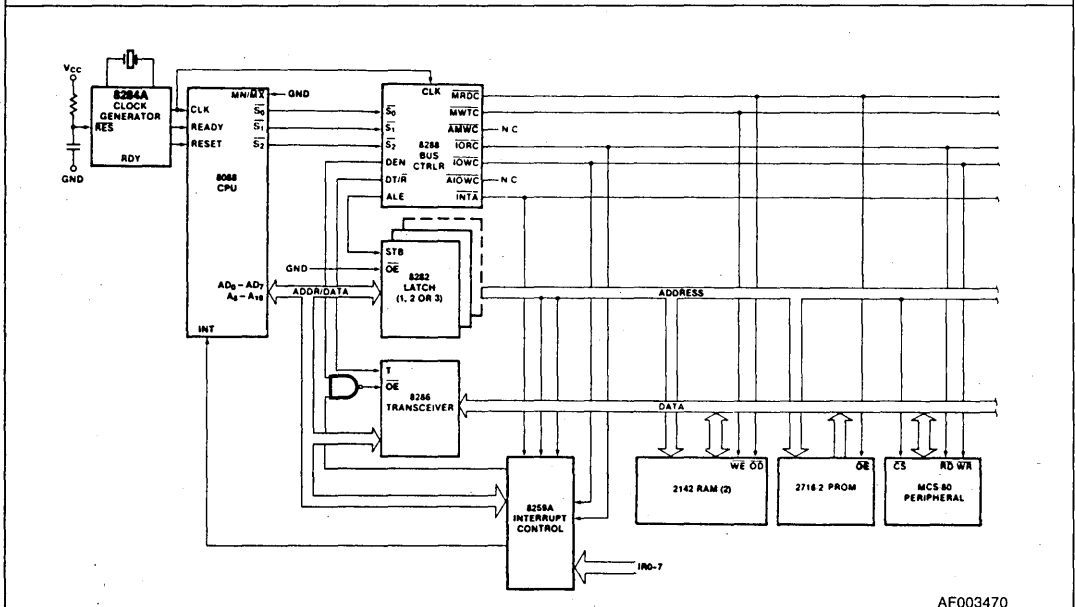 VCC
8284A
CLOCK
GENERATOR
RES
RDY
GND
MN/MX
GND
CLK
READY
RESET
S0
S1
S2
8088
CPU
AD0 – AD7
A8 – A19
INT
CLK
S0
S1
S2
DEN
DT/R
ALE
8288
BUS
CTRLR
MRDC
MWTC
AMWC
N C
IORC
IOWC
AIOWC
N C
INTA
STB
GND
OE
8282
LATCH
(1, 2 OR 3)
ADDR/DATA
ADDRESS
T
OE
8286
TRANSCEIVER
DATA
8259A
INTERRUPT
CONTROL
IR0-7
WE OD
2142 RAM (2)
OE
2716-2 PROM
CS RD WR
MCS-80
PERIPHERAL
AF003470